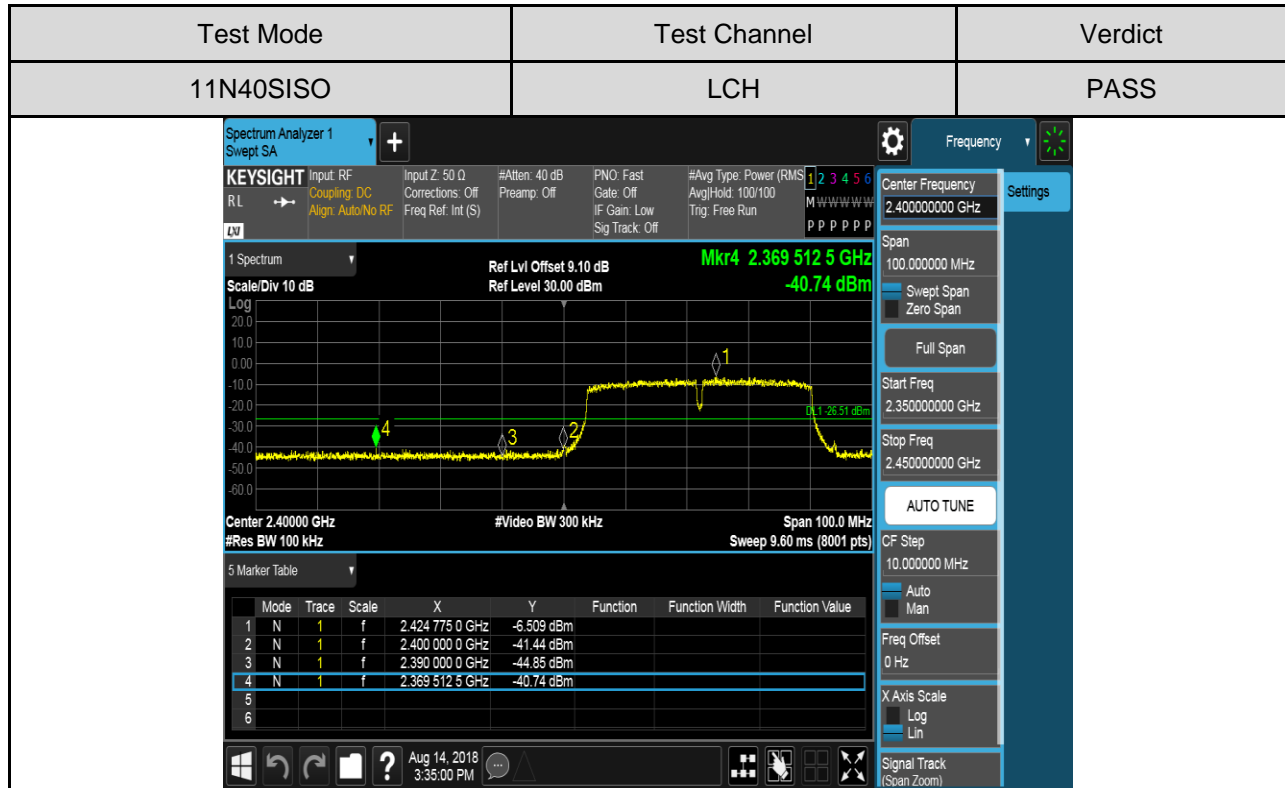 Test Mode Test Channel Verdict
11N40SISO LCH PASS
Spectrum Analyzer 1
Swept SA
+
Frequency
KEYSIGHT Input: RF Input Z: 50 Ω #Atten: 40 dB PNO: Fast #Avg Type: Power (RMS 1 2 3 4 5 6
RL Coupling: DC Corrections: Off Preamp: Off Gate: Off Avg|Hold: 100/100 M W W W W W
Align: Auto/No RF Freq Ref: Int (S) IF Gain: Low Trig: Free Run
LXI Sig Track: Off P P P P P P
1 Spectrum
Ref Lvl Offset 9.10 dB Mkr4 2.369 512 5 GHz
Scale/Div 10 dB Ref Level 30.00 dBm -40.74 dBm
Log
20.0
10.0
0.00
-10.0
-20.0
-30.0
-40.0
-50.0
-60.0
1
DL1 -26.51 dBm
4
3
2
Center 2.40000 GHz #Video BW 300 kHz Span 100.0 MHz
#Res BW 100 kHz Sweep 9.60 ms (8001 pts)
5 Marker Table
Mode Trace Scale X Y Function Function Width Function Value
1 N 1 f 2.424 775 0 GHz -6.509 dBm
2 N 1 f 2.400 000 0 GHz -41.44 dBm
3 N 1 f 2.390 000 0 GHz -44.85 dBm
4 N 1 f 2.369 512 5 GHz -40.74 dBm
5
6
Aug 14, 2018
3:35:00 PM
Center Frequency
2.400000000 GHz
Settings
Span
100.000000 MHz
Swept Span
Zero Span
Full Span
Start Freq
2.350000000 GHz
Stop Freq
2.450000000 GHz
AUTO TUNE
CF Step
10.000000 MHz
Auto
Man
Freq Offset
0 Hz
X Axis Scale
Log
Lin
Signal Track
(Span Zoom)